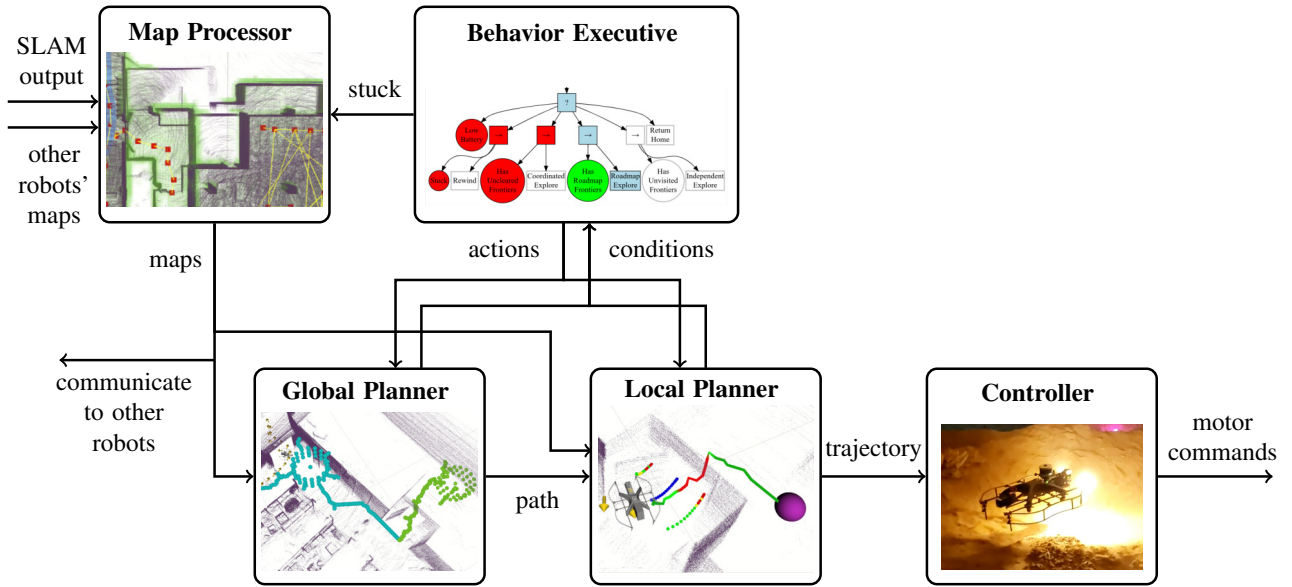 Map Processor
SLAM
output
other
robots'
maps
stuck
Behavior Executive
?
Low
Battery
→
→
→
→
Return
Home
Stuck
Rewind
Has
Uncleared
Frontiers
Coordinated
Explore
Has
Roadmap
Frontiers
Roadmap
Explore
Has
Unvisited
Frontiers
Independent
Explore
maps
actions
conditions
communicate
to other
robots
Global Planner
path
Local Planner
trajectory
Controller
motor
commands